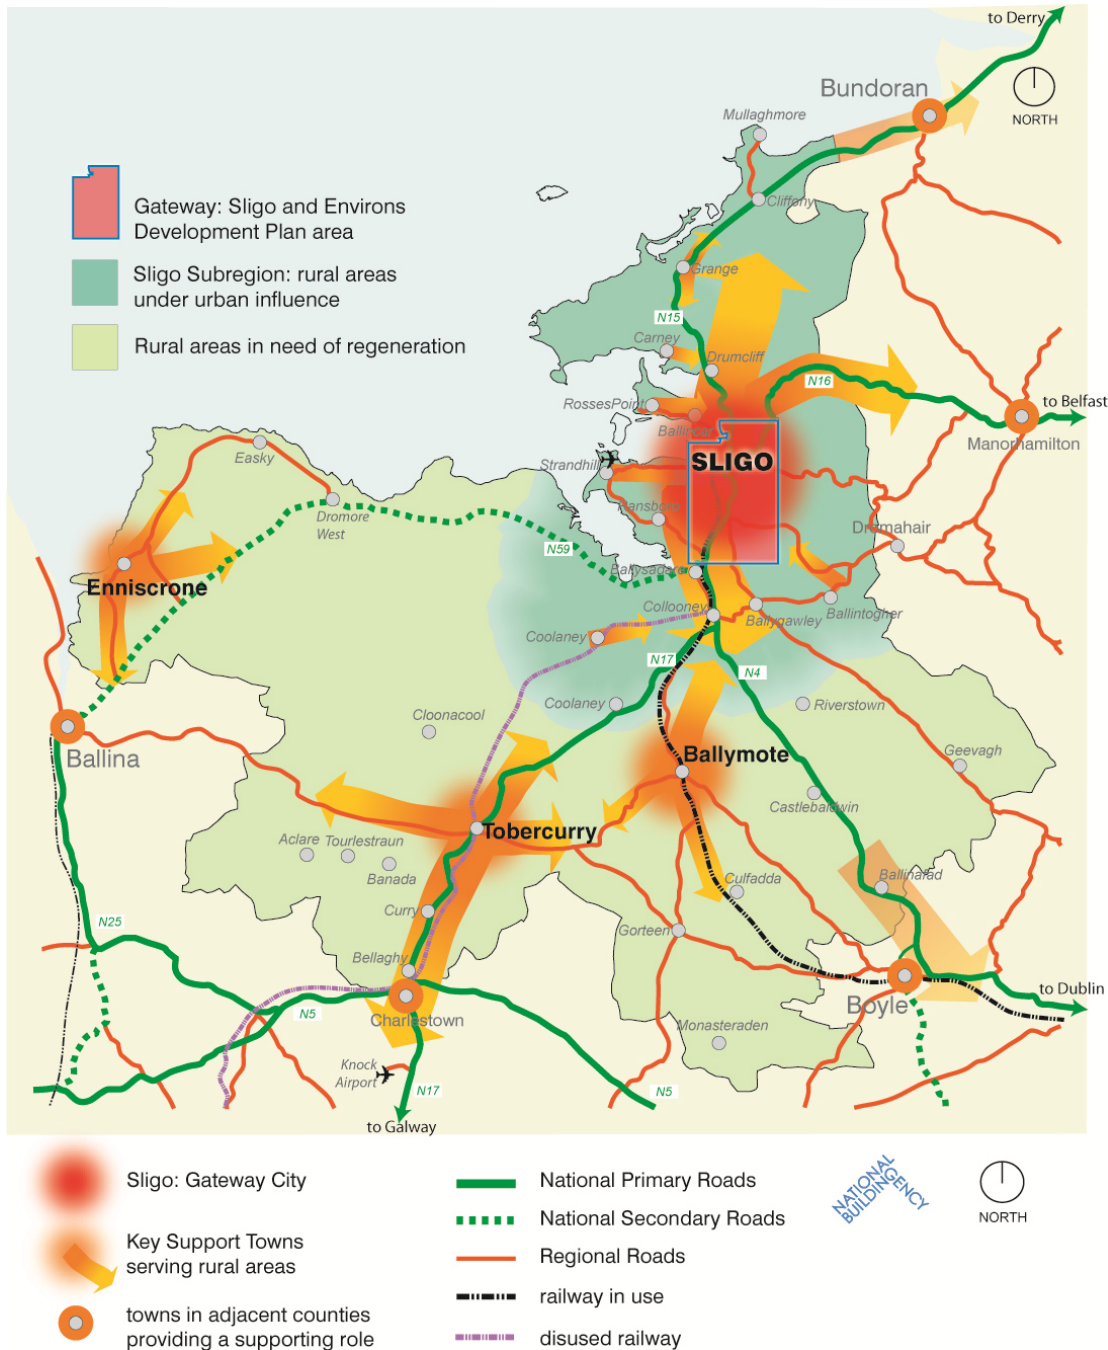 to Derry
Bundoran
NORTH
Mullaghmore
Cliffony
Gateway: Sligo and Environs
Development Plan area
Sligo Subregion: rural areas
under urban influence
Rural areas in need of regeneration
Grange
N15
Carney
Drumcliff
N16
RossesPoint
to Belfast
Manorhamilton
SLIGO
Strandhill
Easky
Dromore
West
N59
Dromahair
Enniscrone
Collooney
Ballygawley
Ballintogher
Coolaney
N17
N4
Coolaney
Riverstown
Cloonacool
Ballina
Ballymote
Geevagh
Castlebaldwin
Tobercurry
Aclare
Tourlestraun
Banada
Culfadda
Ballinafad
Curry
Gorteen
N25
Bellaghy
Boyle
to Dublin
N5
Charlestown
Monasteraden
Knock
Airport
N17
N5
to Galway
Sligo: Gateway City
Key Support Towns
serving rural areas
towns in adjacent counties
providing a supporting role
National Primary Roads
National Secondary Roads
Regional Roads
railway in use
disused railway
NATIONAL
BUILDING
NORTH